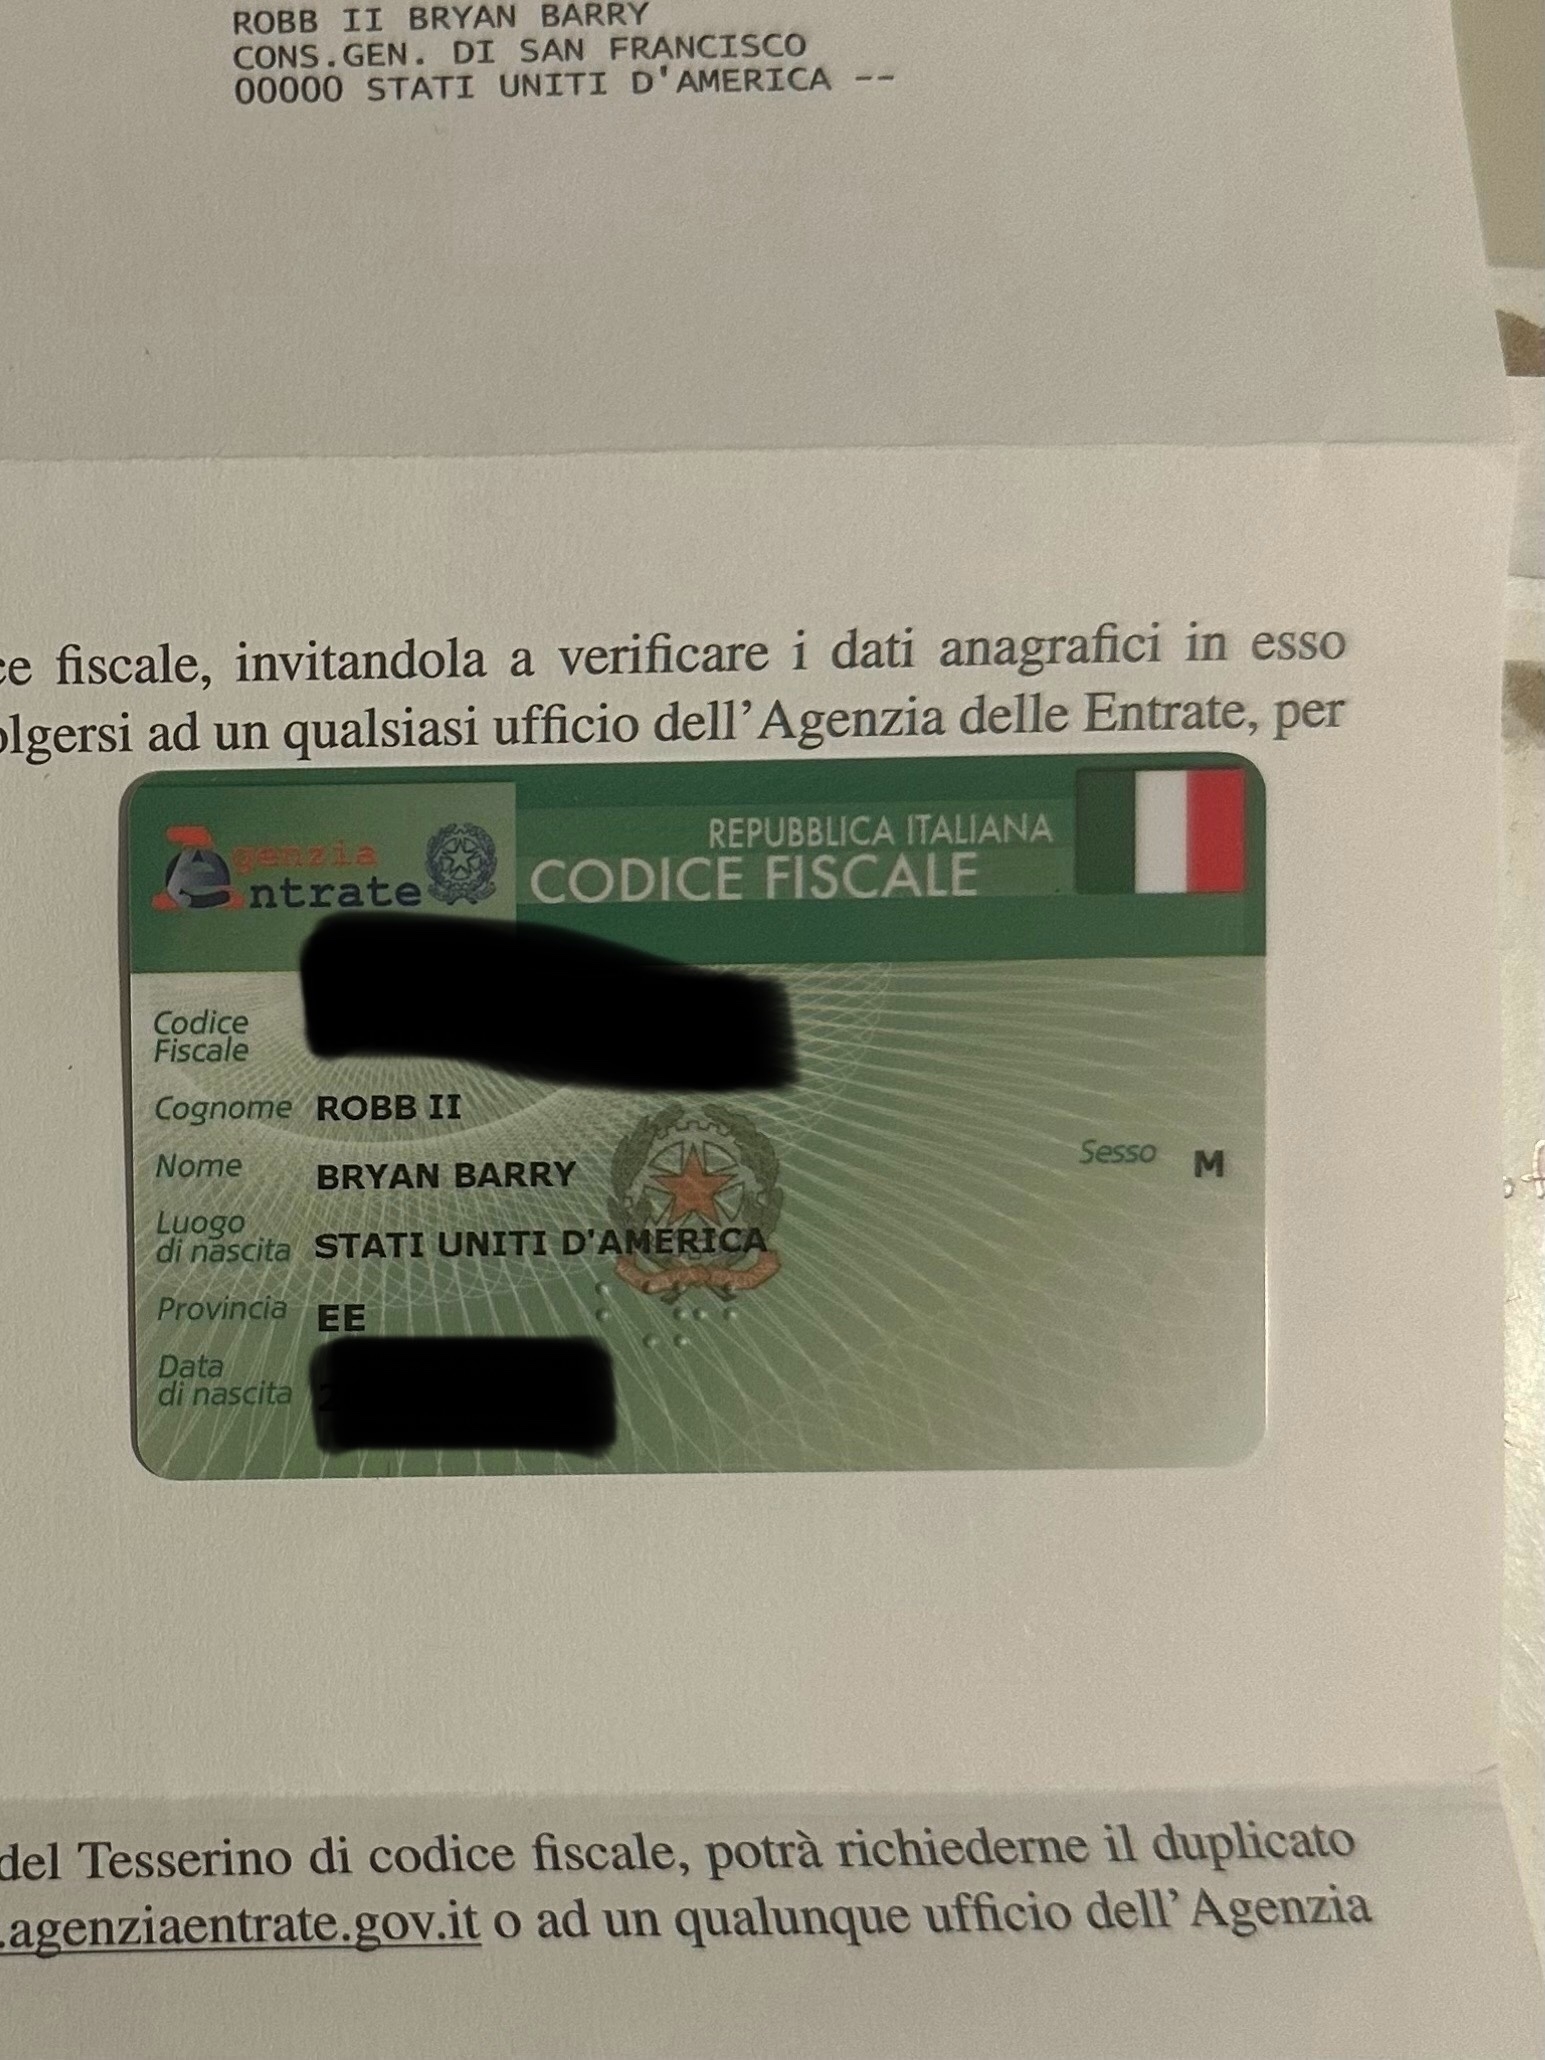 ROBB II BRYAN BARRY
CONS.GEN. DI SAN FRANCISCO
00000 STATI UNITI D'AMERICA --
ce fiscale, invitandola a verificare i dati anagrafici in esso
olgersi ad un qualsiasi ufficio dell'Agenzia delle Entrate, per
Agenzia
Entrate
REPUBBLICA ITALIANA
CODICE FISCALE
Codice
Fiscale
Cognome ROBB II
Nome BRYAN BARRY
Sesso M
Luogo
di nascita STATI UNITI D'AMERICA
Provincia EE
Data
di nascita
del Tesserino di codice fiscale, potrà richiederne il duplicato
.agenziaentrate.gov.it o ad un qualunque ufficio dell'Agenzia